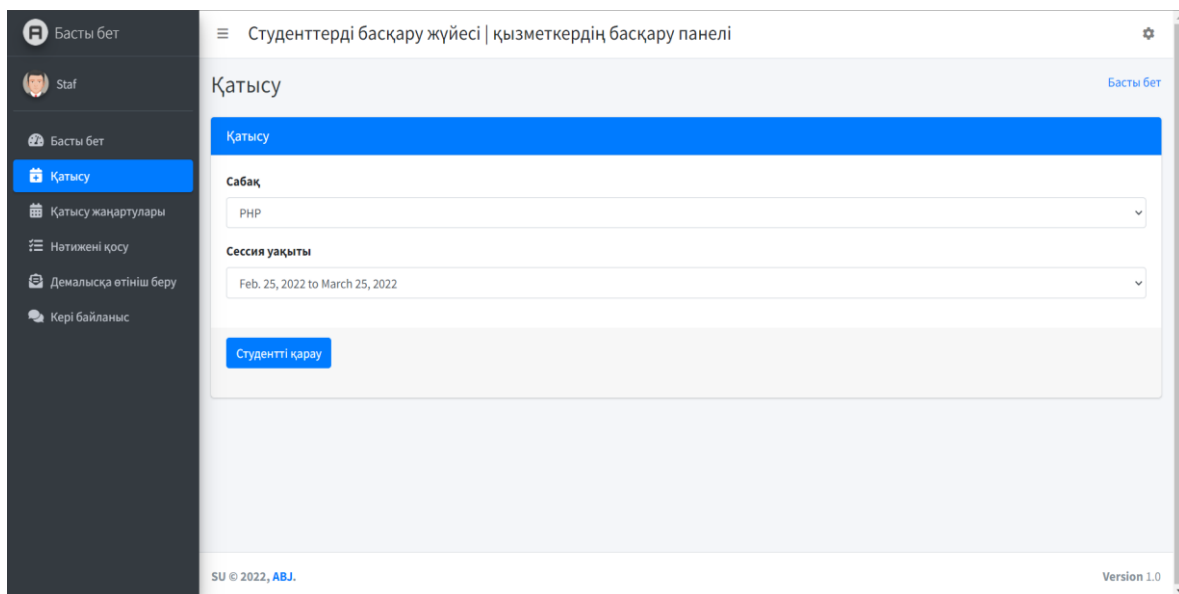 Басты бет
Студенттерді басқару жүйесі | қызметкердің басқару панелі
Staf
Қатысу
Басты бет
Басты бет
Қатысу
Қатысу жаңартулары
Нәтижені қосу
Демалысқа өтініш беру
Кері байланыс
Қатысу
Сабақ
PHP
Сессия уақыты
Feb. 25, 2022 to March 25, 2022
Студентті қарау
SU © 2022, ABJ.
Version 1.0